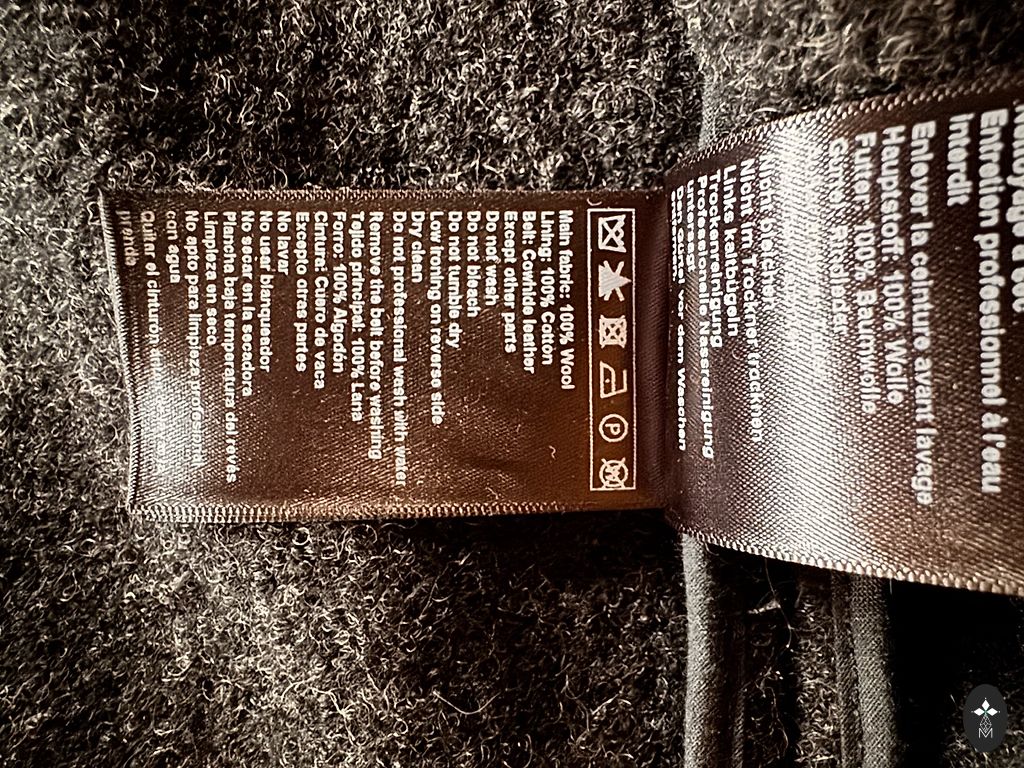 Main fabric: 100% Wool
Lining: 100% Cotton
Belt: Cowhide leather
Except other parts
Do not wash
Do not bleach
Do not tumble dry
Low ironing on reverse side
Dry clean
Do not professional wash with water
Remove the belt before washing
Tejido principal: 100% Lana
Forro: 100% Algodón
Cintura: Cuero de vaca
Excepto otras partes
No lavar
No usar blanqueador
No secar en la secadora
Plancha baja temperatura del revés
Limpieza en seco
No apto para limpieza profesional
con agua
Quitar el cinturón antes de lavar la
prenda
P
Entretien professionnel à l'eau
Interdit
Enlever la ceinture avant lavage
Hauptstoff: 100% Wolle
Futter: 100% Baumwolle
Nicht bleichen
Nicht im Trockner trocknen
Links kaltbügeln
Trockenreinigung
Professionelle Nassreinigung
untersagt
Den Gürtel vor dem Waschen
M